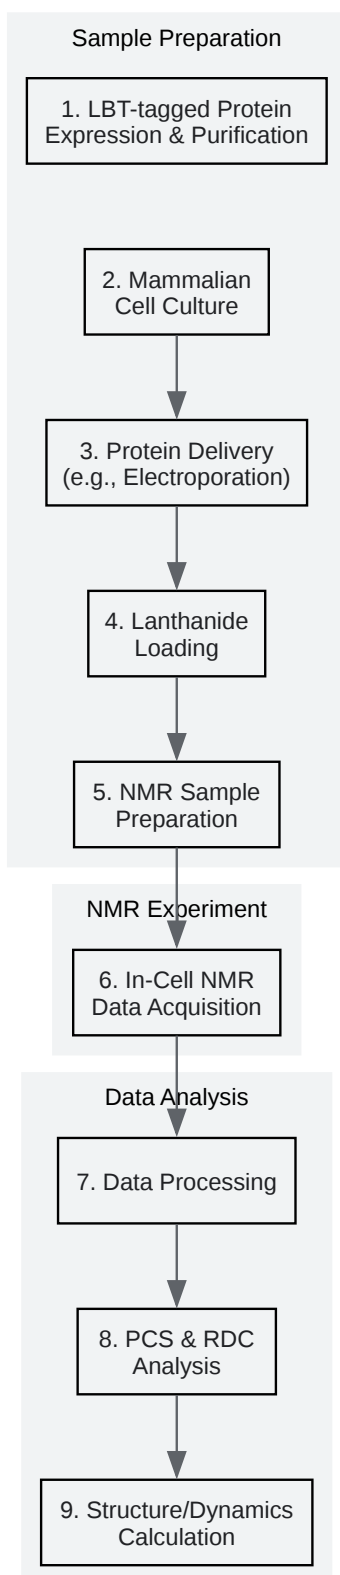 Sample Preparation
1. LBT-tagged Protein
Expression & Purification
2. Mammalian
Cell Culture
3. Protein Delivery
(e.g., Electroporation)
4. Lanthanide
Loading
5. NMR Sample
Preparation
NMR Experiment
6. In-Cell NMR
Data Acquisition
Data Analysis
7. Data Processing
8. PCS & RDC
Analysis
9. Structure/Dynamics
Calculation